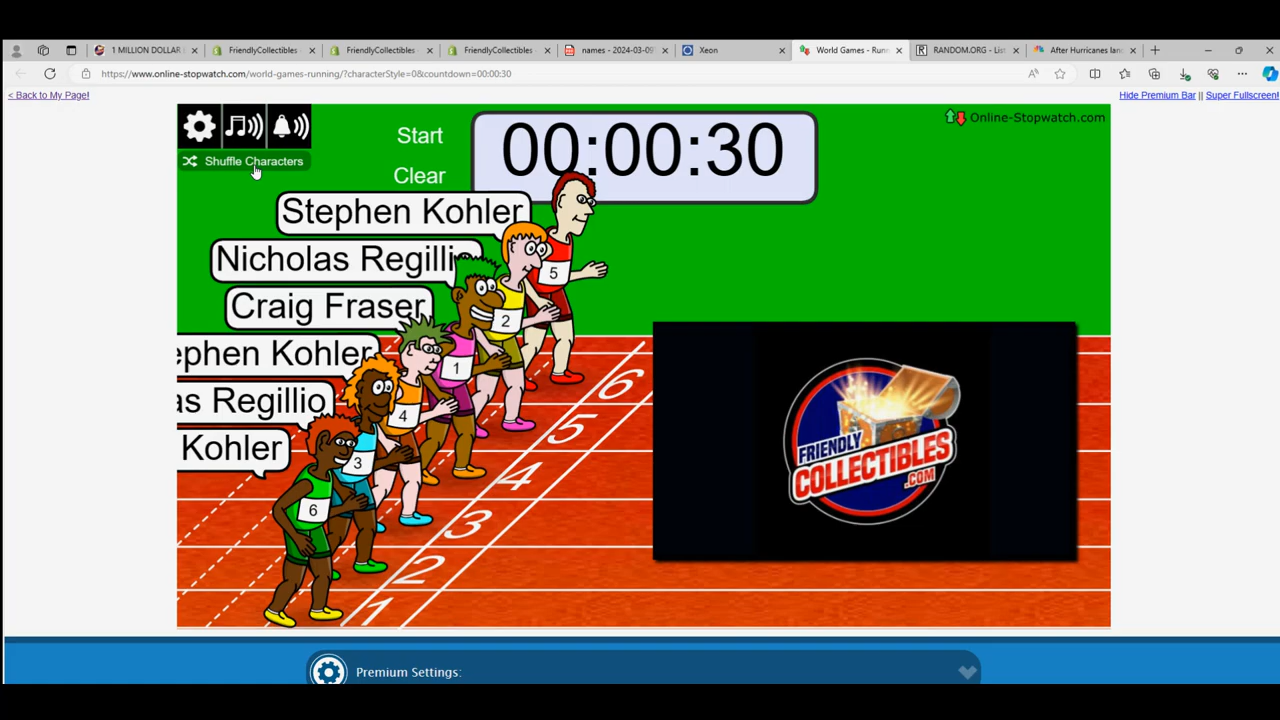 1 MILLION DOLLAR
FriendlyCollectibles
FriendlyCollectibles
FriendlyCollectibles
names - 2024-03-09
Xeon
World Games - Runn
RANDOM.ORG - List
After Hurricanes lan
https://www.online-stopwatch.com/world-games-running/?characterStyle=0&countdown=00:00:30
< Back to My Page!
Hide Premium Bar || Super Fullscreen!
Start
Clear
00:00:30
Online-Stopwatch.com
Shuffle Characters
Stephen Kohler
Nicholas Regillio
Craig Fraser
ephen Kohler
as Regillio
Kohler
5
2
1
4
3
6
6
5
4
3
2
1
FRIENDLY
COLLECTIBLES
.COM
Premium Settings: